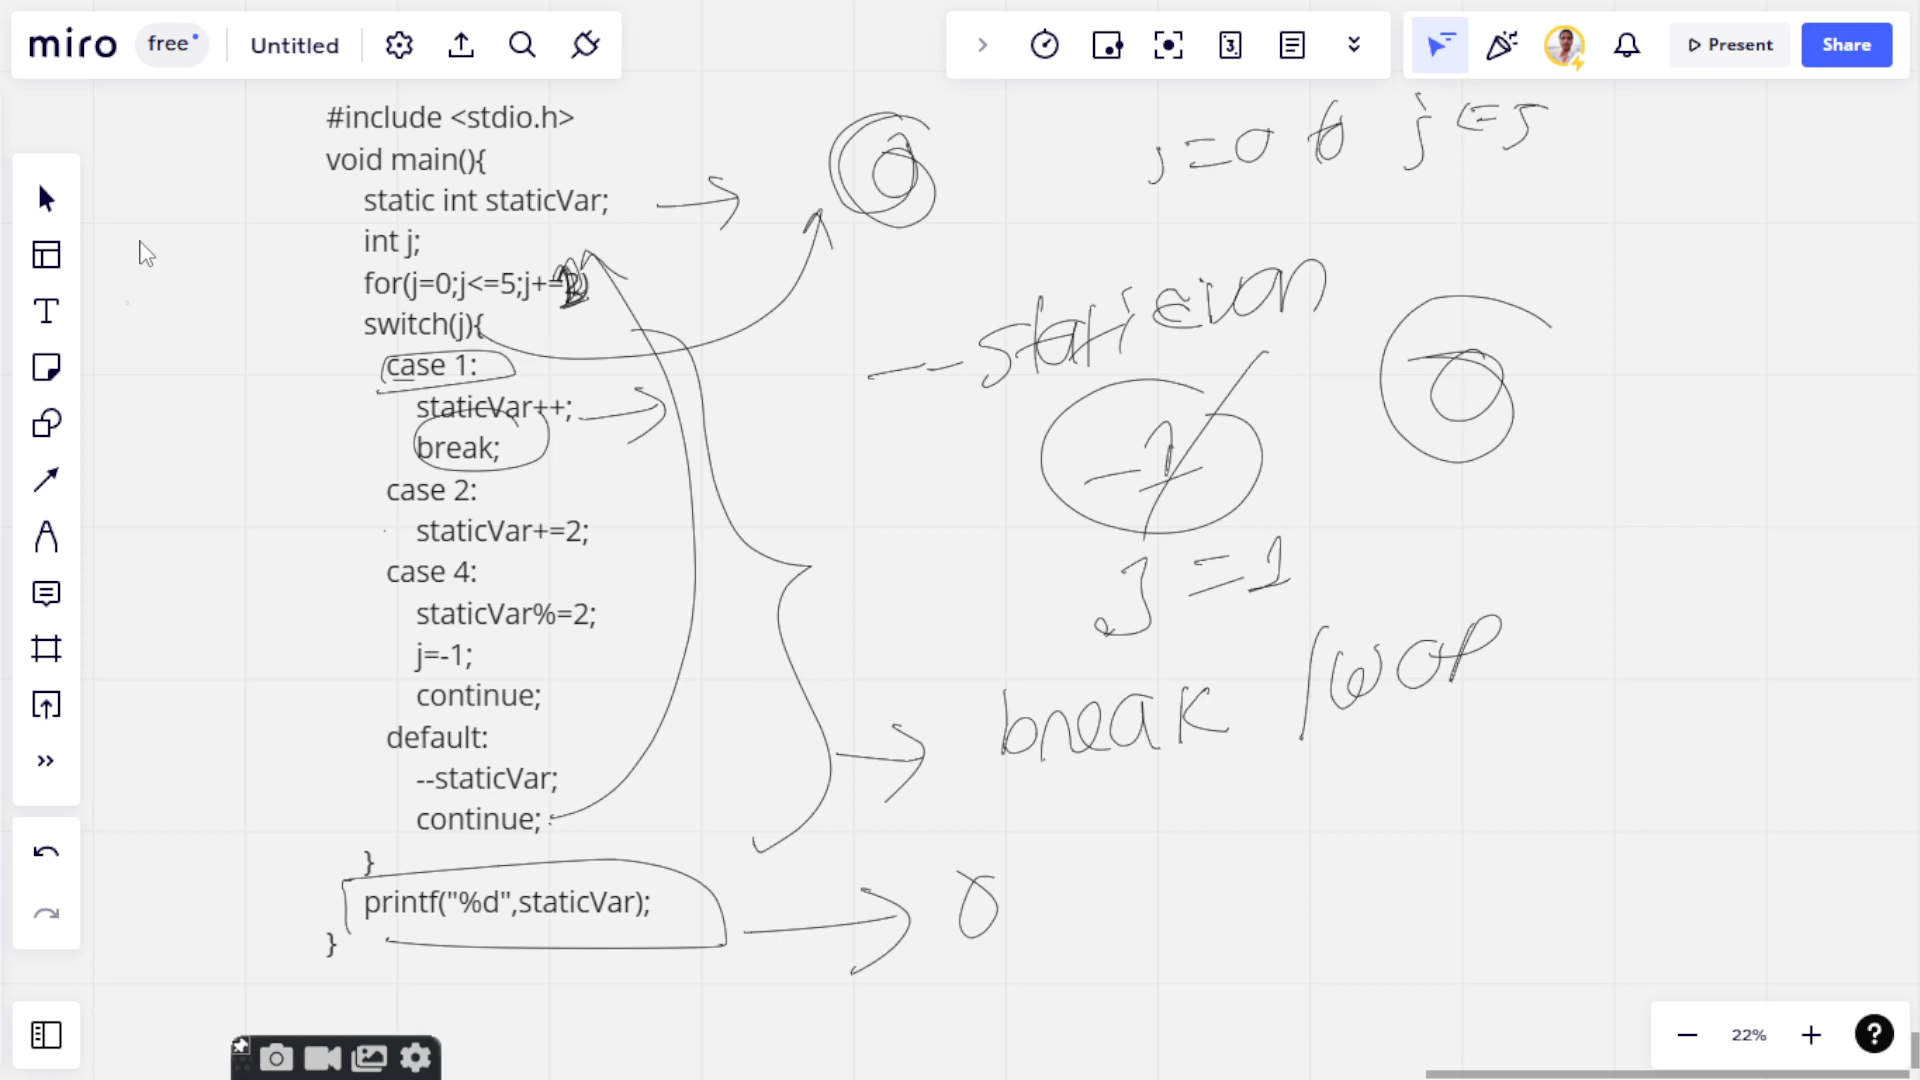 miro free Untitled Present Share
#include <stdio.h>
void main(){
static int staticVar;
int j;
for(j=0;j<=5;j+=
switch(j){
case 1:
staticVar++;
break;
case 2:
staticVar+=2;
case 4:
staticVar%=2;
j=-1;
continue;
default:
--staticVar;
continue;
}
printf("%d",staticVar);
}
0
j=0 to j<=5
0
-1
j=1
break
0
22%